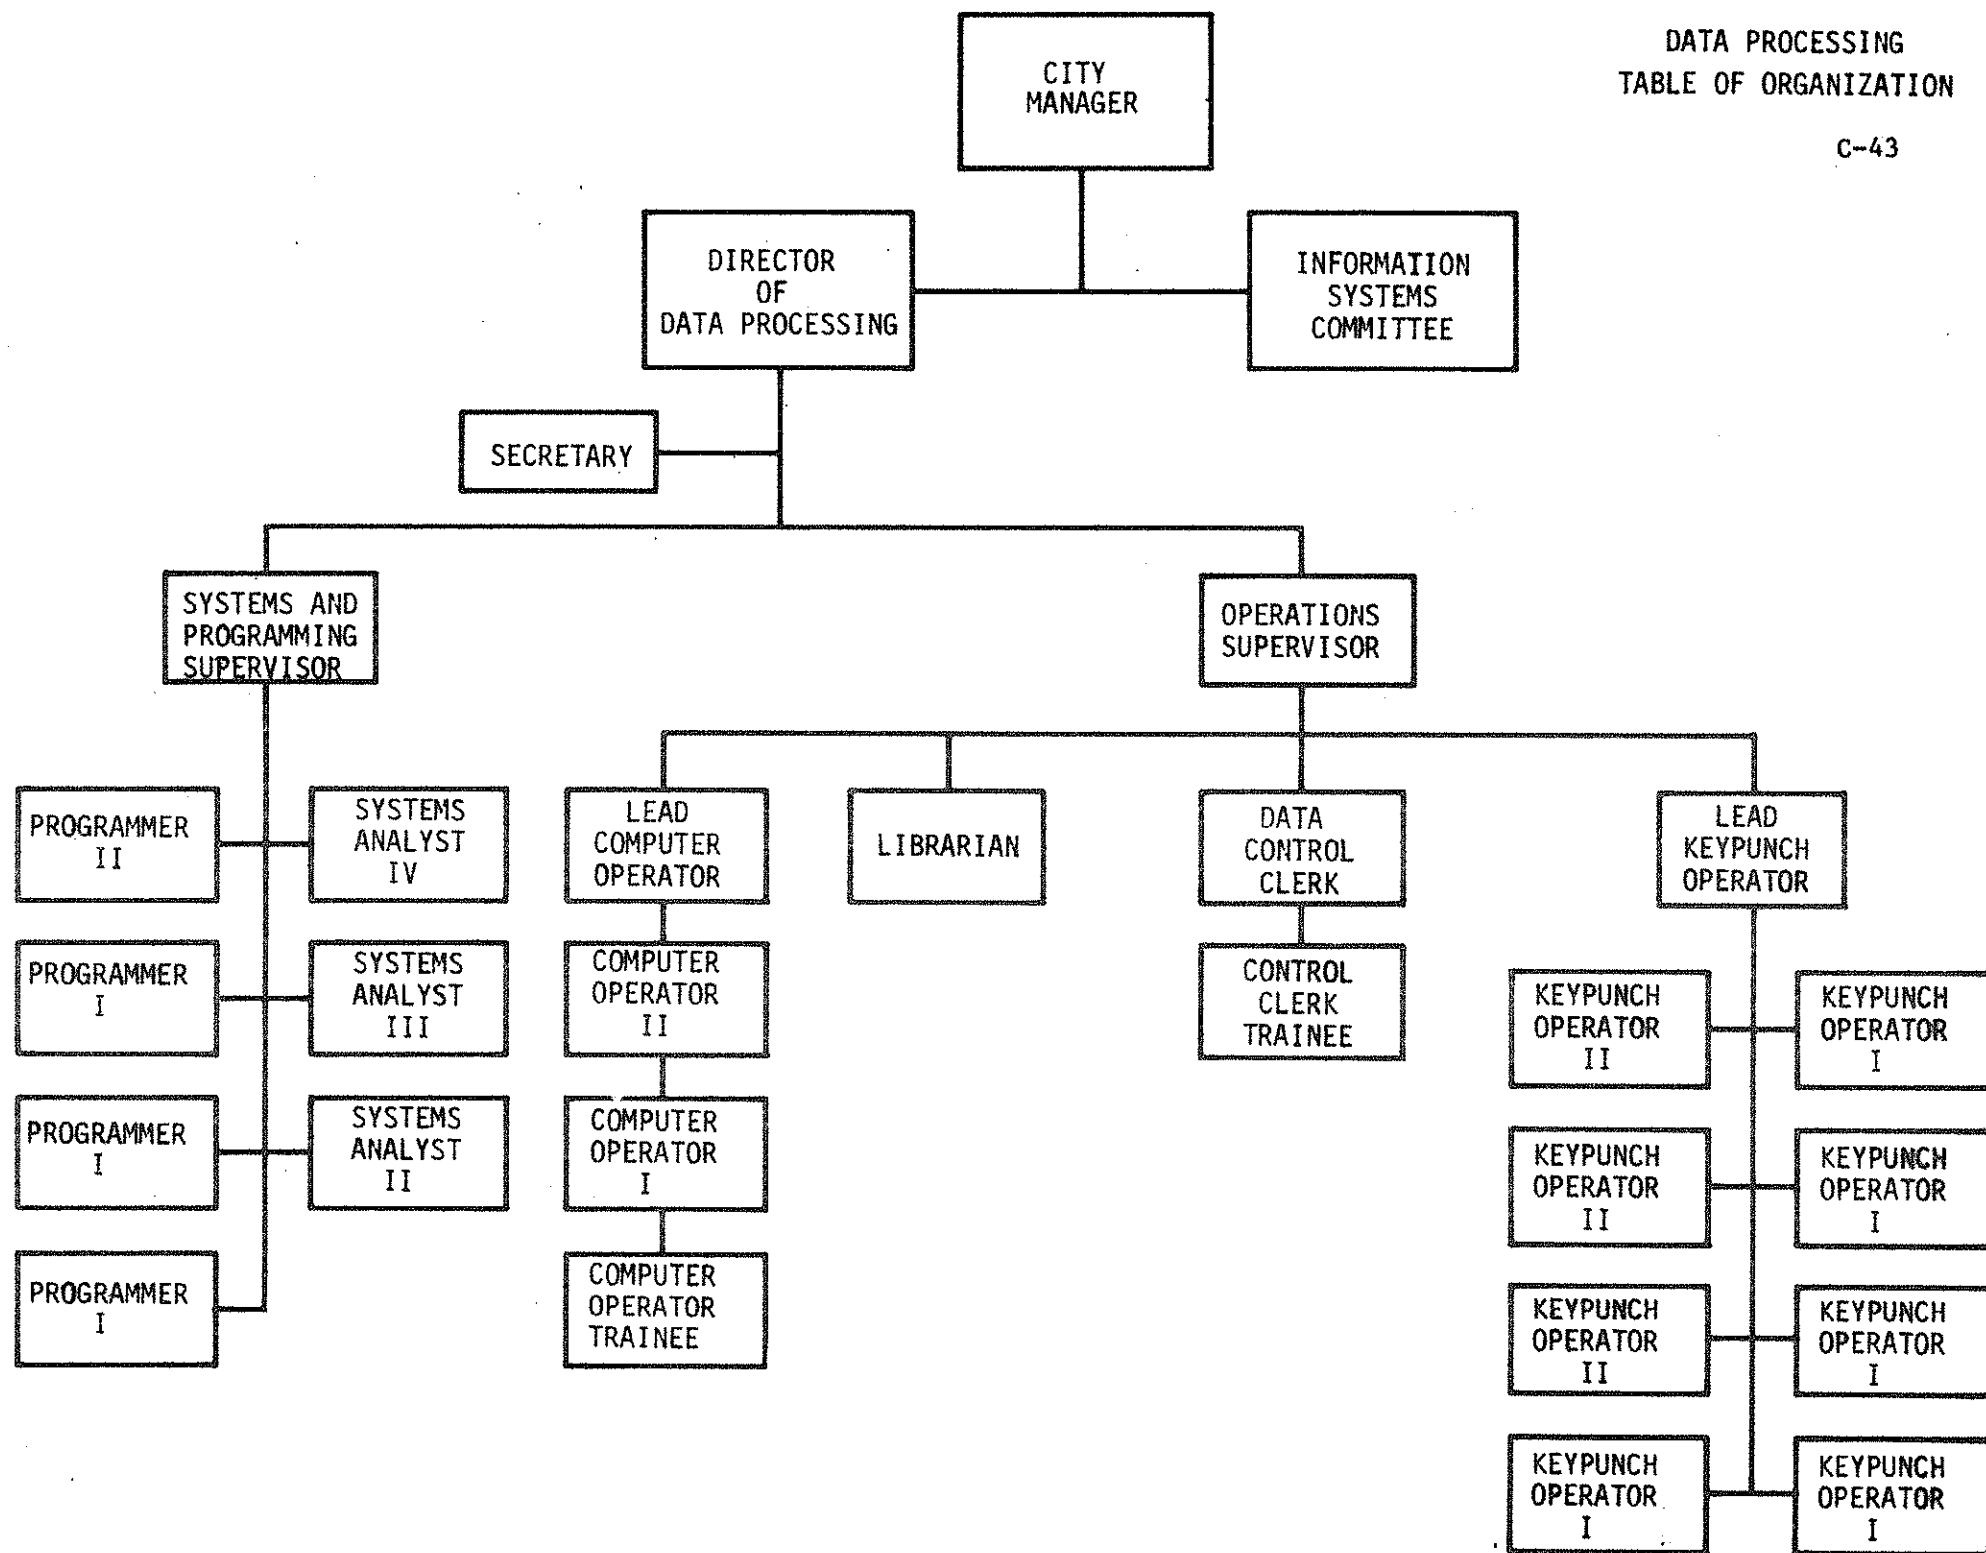 DATA PROCESSING
TABLE OF ORGANIZATION
C-43
CITY
MANAGER
DIRECTOR
OF
DATA PROCESSING
INFORMATION
SYSTEMS
COMMITTEE
SECRETARY
SYSTEMS AND
PROGRAMMING
SUPERVISOR
OPERATIONS
SUPERVISOR
PROGRAMMER
II
SYSTEMS
ANALYST
IV
PROGRAMMER
I
SYSTEMS
ANALYST
III
PROGRAMMER
I
SYSTEMS
ANALYST
II
PROGRAMMER
I
LEAD
COMPUTER
OPERATOR
COMPUTER
OPERATOR
II
COMPUTER
OPERATOR
I
COMPUTER
OPERATOR
TRAINEE
LIBRARIAN
DATA
CONTROL
CLERK
CONTROL
CLERK
TRAINEE
LEAD
KEYPUNCH
OPERATOR
KEYPUNCH
OPERATOR
II
KEYPUNCH
OPERATOR
I
KEYPUNCH
OPERATOR
II
KEYPUNCH
OPERATOR
I
KEYPUNCH
OPERATOR
II
KEYPUNCH
OPERATOR
I
KEYPUNCH
OPERATOR
I
KEYPUNCH
OPERATOR
I